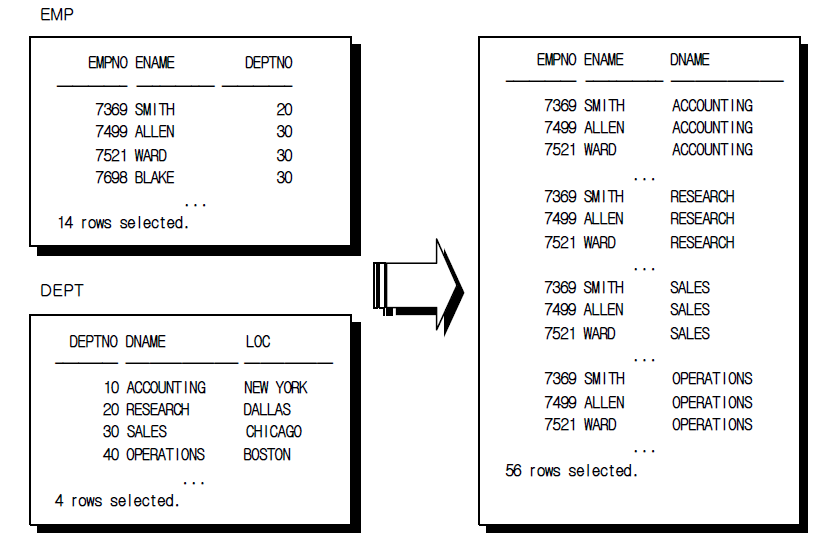 EMP
EMPNO ENAME DEPTNO
7369 SMITH 20
7499 ALLEN 30
7521 WARD 30
7698 BLAKE 30
...
14 rows selected.
DEPT
DEPTNO DNAME LOC
10 ACCOUNTING NEW YORK
20 RESEARCH DALLAS
30 SALES CHICAGO
40 OPERATIONS BOSTON
...
4 rows selected.
EMPNO ENAME DNAME
7369 SMITH ACCOUNTING
7499 ALLEN ACCOUNTING
7521 WARD ACCOUNTING
...
7369 SMITH RESEARCH
7499 ALLEN RESEARCH
7521 WARD RESEARCH
...
7369 SMITH SALES
7499 ALLEN SALES
7521 WARD SALES
...
7369 SMITH OPERATIONS
7499 ALLEN OPERATIONS
7521 WARD OPERATIONS
...
56 rows selected.